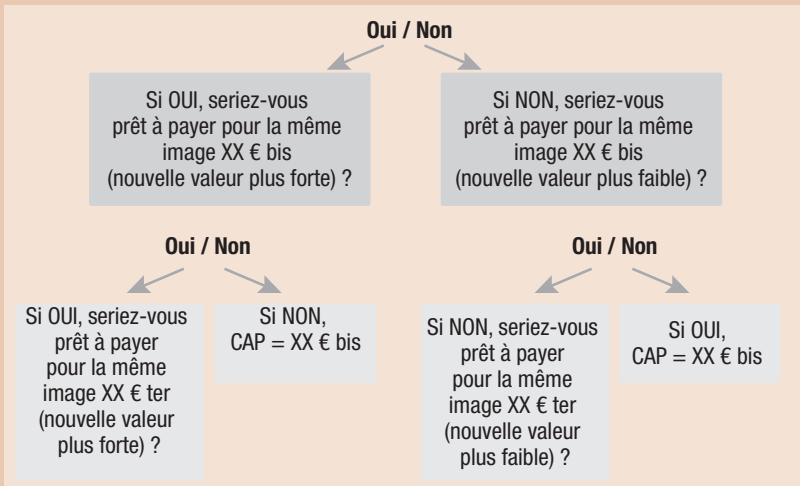 Oui / Non
Si OUI, seriez-vous
prêt à payer pour la même
image XX € bis
(nouvelle valeur plus forte) ?
Si NON, seriez-vous
prêt à payer pour la même
image XX € bis
(nouvelle valeur plus faible) ?
Oui / Non
Oui / Non
Si OUI, seriez-vous
prêt à payer
pour la même
image XX € ter
(nouvelle valeur
plus forte) ?
Si NON,
CAP = XX € bis
Si NON, seriez-vous
prêt à payer
pour la même
image XX € ter
(nouvelle valeur
plus faible) ?
Si OUI,
CAP = XX € bis